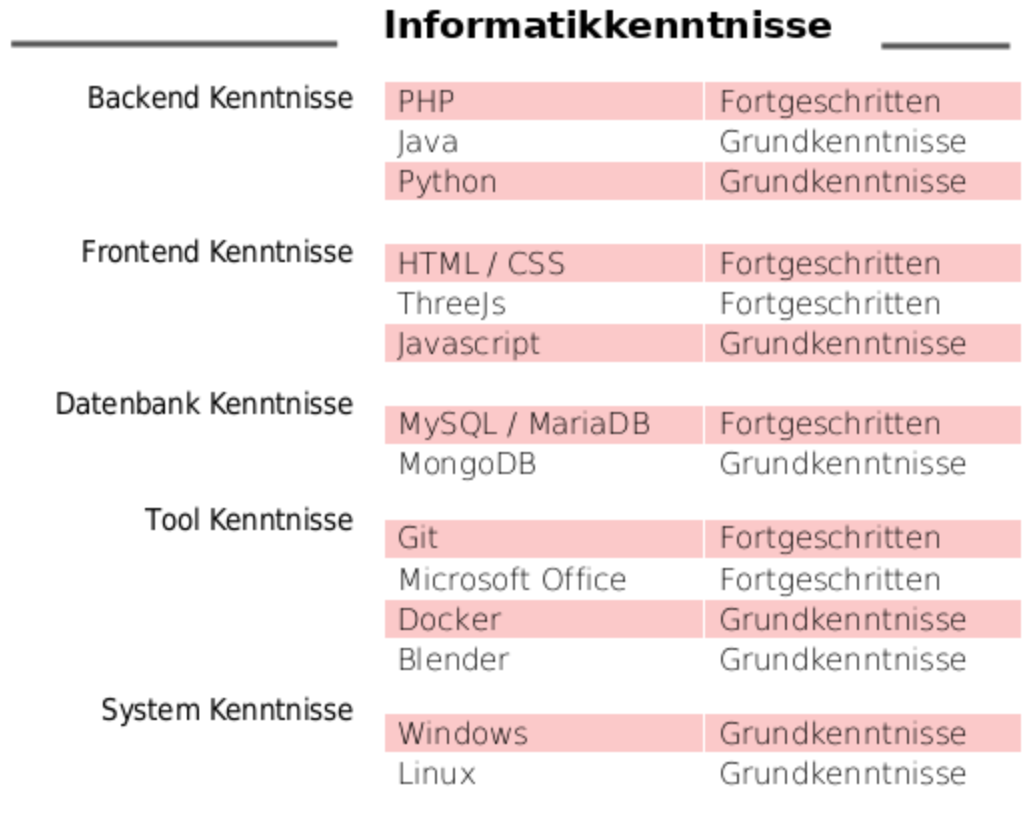 Informatikkenntnisse
Backend Kenntnisse PHP Fortgeschritten
Java Grundkenntnisse
Python Grundkenntnisse
Frontend Kenntnisse HTML / CSS Fortgeschritten
ThreeJs Fortgeschritten
Javascript Grundkenntnisse
Datenbank Kenntnisse MySQL / MariaDB Fortgeschritten
MongoDB Grundkenntnisse
Tool Kenntnisse Git Fortgeschritten
Microsoft Office Fortgeschritten
Docker Grundkenntnisse
Blender Grundkenntnisse
System Kenntnisse Windows Grundkenntnisse
Linux Grundkenntnisse